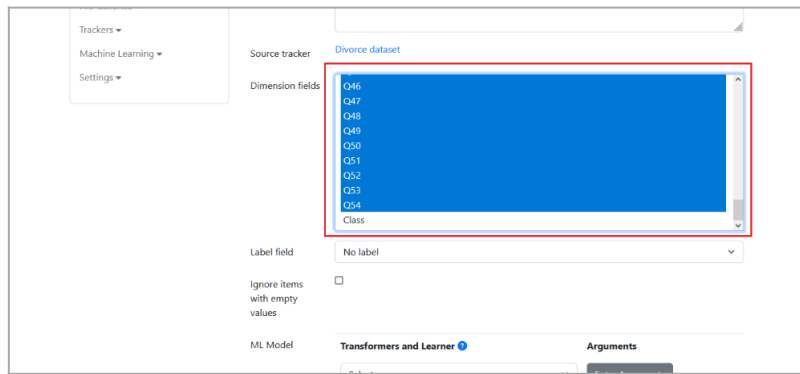 Trackers
Machine Learning
Settings
Source tracker
Divorce dataset
Dimension fields
Q46
Q47
Q48
Q49
Q50
Q51
Q52
Q53
Q54
Class
Label field
No label
Ignore items
with empty
values
ML Model
Transformers and Learner ?
Arguments